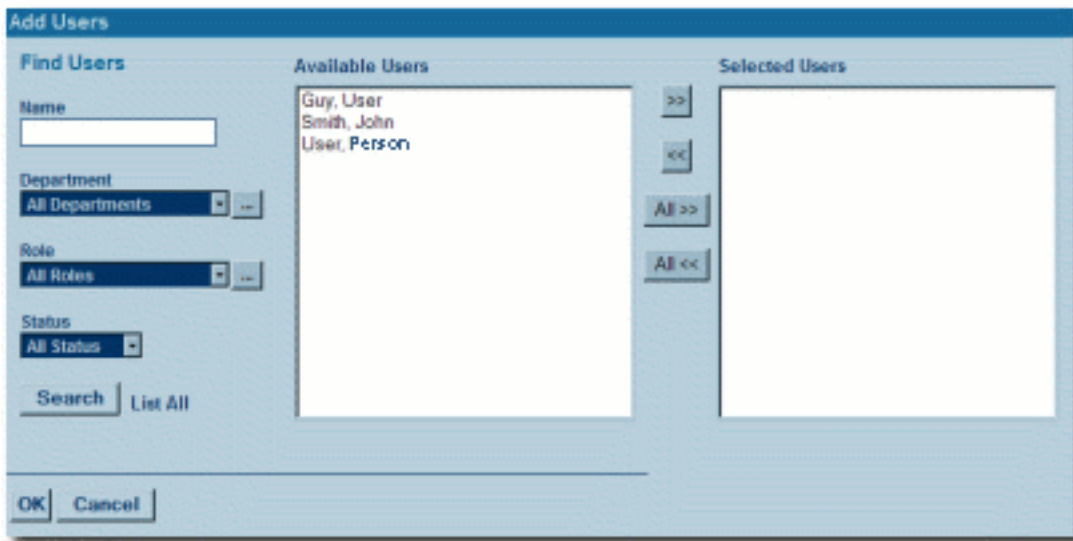 Add Users
Find Users
Name
Department
All Departments
...
Role
All Roles
...
Status
All Status
Search
List All
Available Users
Guy, User
Smith, John
User, Person
>>
<<
All >>
All <<
Selected Users
OK
Cancel